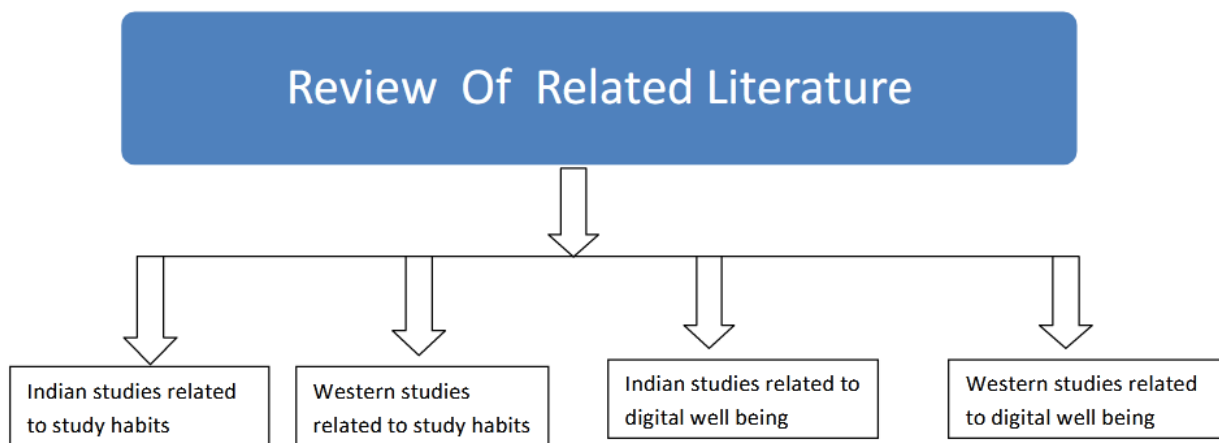 Review Of Related Literature
Indian studies related
to study habits
Western studies
related to study habits
Indian studies related to
digital well being
Western studies related
to digital well being